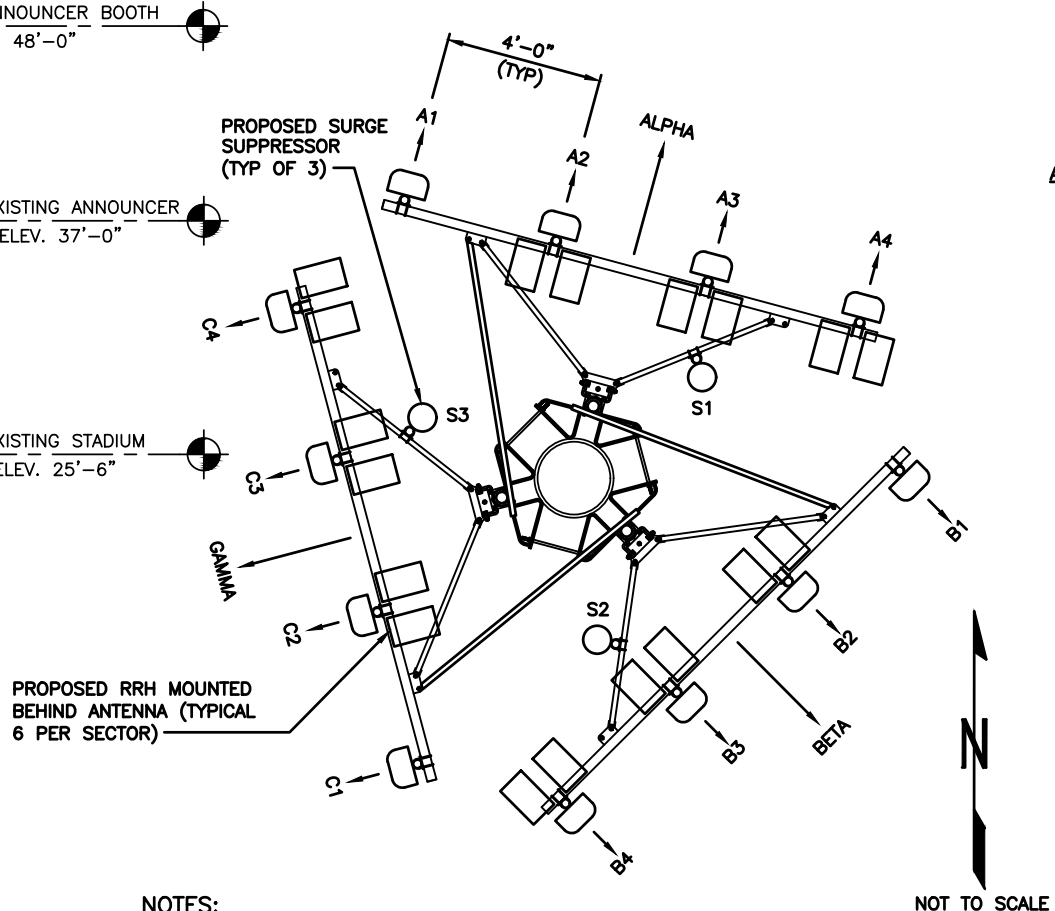 NOUNCER BOOTH
48'-0"
4'-0"
(TYP)
A1
ALPHA
PROPOSED SURGE
SUPPRESSOR
(TYP OF 3)
A2
A3
XISTING ANNOUNCER
ELEV. 37'-0"
A4
C4
S1
S3
XISTING STADIUM
ELEV. 25'-6"
C3
B1
GAMMA
S2
C2
B2
PROPOSED RRH MOUNTED
BEHIND ANTENNA (TYPICAL
6 PER SECTOR)
BETA
B3
N
C1
B4
NOTES:
NOT TO SCALE